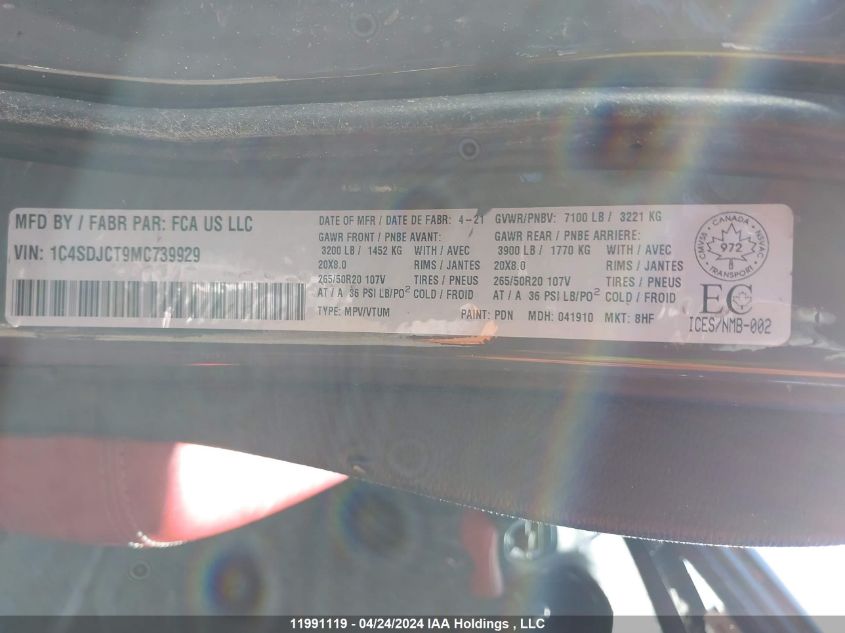 MFD BY / FABR PAR: FCA US LLC
VIN: 1C4SDJCT9MC739929
DATE OF MFR / DATE DE FABR: 4-21
GVWR/PNBV: 7100 LB / 3221 KG
GAWR FRONT / PNBE AVANT:
3200 LB / 1452 KG WITH / AVEC
20X8.0 RIMS / JANTES
265/50R20 107V TIRES / PNEUS
AT / A 36 PSI LB/PO² COLD / FROID
GAWR REAR / PNBE ARRIERE:
3900 LB / 1770 KG WITH / AVEC
20X8.0 RIMS / JANTES
265/50R20 107V TIRES / PNEUS
AT / A 36 PSI LB/PO² COLD / FROID
TYPE: MPV/VTUM PAINT: PDN MDH: 041910 MKT: 8HF
CANADA
CMVSA NSVAC
972
TRANSPORT
EC
ICES/NMB-002
11991119 - 04/24/2024 IAA Holdings , LLC